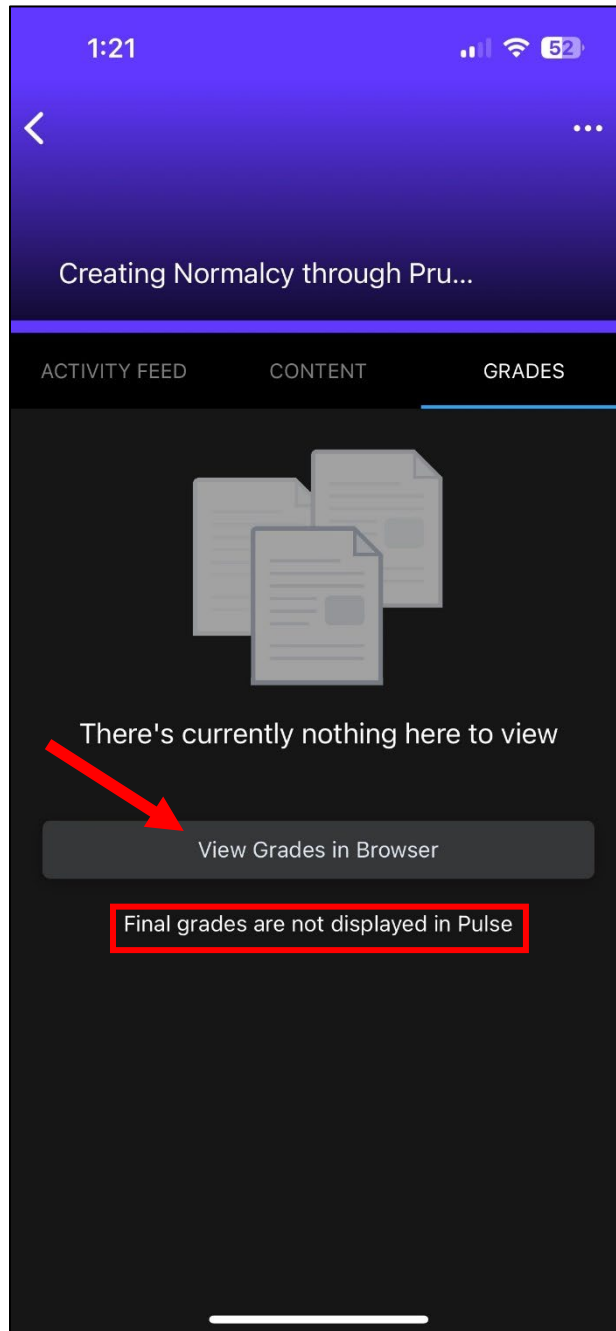 1:21
52
Creating Normalcy through Pru...
ACTIVITY FEED CONTENT GRADES
There's currently nothing here to view
View Grades in Browser
Final grades are not displayed in Pulse